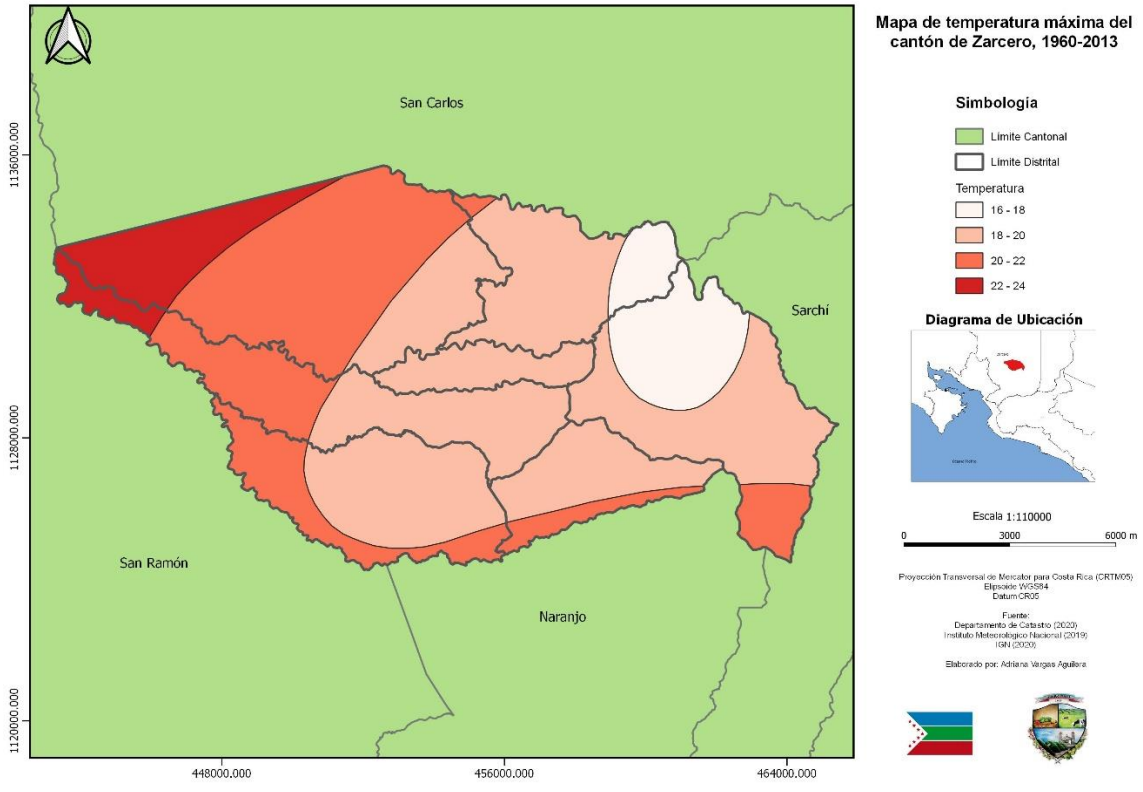 Mapa de temperatura máxima del
cantón de Zarcero, 1960-2013
Simbología
Límite Cantonal
Límite Distrital
Temperatura
16 - 18
18 - 20
20 - 22
22 - 24
Diagrama de Ubicación
Escala 1:110000
0 3000 6000 m
Proyección Transversal de Mercator para Costa Rica (CRTM05)
Elipsoide WGS84
Datum CR05
Fuente:
Departamento de Catastro (2020)
Instituto Meteorológico Nacional (2019)
IGN (2020)
Elaborado por: Adriana Vargas Aguilera
San Carlos
Sarchí
San Ramón
Naranjo
1136000.000
1128000.000
1120000.000
448000.000
456000.000
464000.000